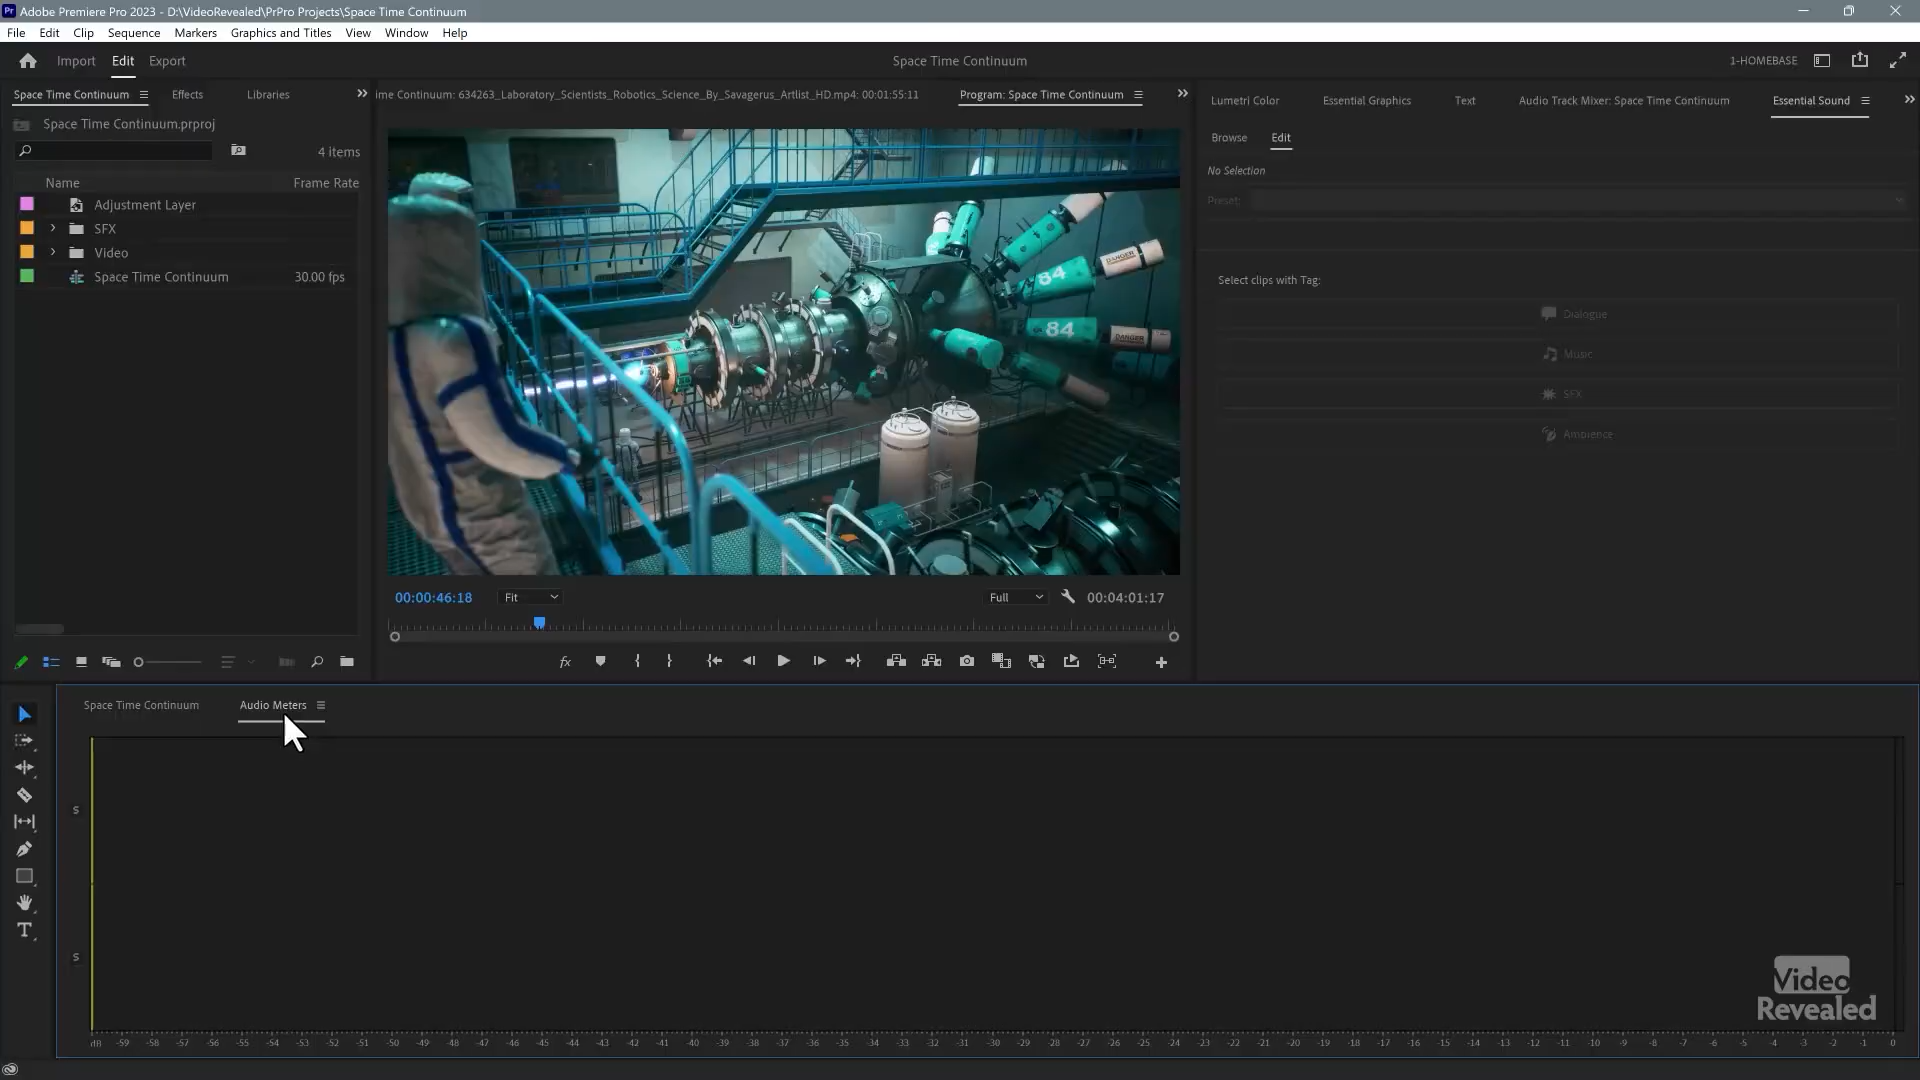 Adobe Premiere Pro 2023 - D:\VideoRevealed\PrPro Projects\Space Time Continuum
File Edit Clip Sequence Markers Graphics and Titles View Window Help
Import Edit Export
Space Time Continuum
1-HOMEBASE
Space Time Continuum Effects Libraries
Space Time Continuum.prproj
4 items
Name Frame Rate
Adjustment Layer
SFX
Video
Space Time Continuum 30.00 fps
ime Continuum: 634263_Laboratory_Scientists_Robotics_Science_By_Savagerus_Artlist_HD.mp4: 00:01:55:11
Program: Space Time Continuum
84
DANGER
84
DANGER
00:00:46:18 Fit Full 00:04:01:17
Lumetri Color Essential Graphics Text Audio Track Mixer: Space Time Continuum Essential Sound
Browse Edit
No Selection
Preset:
Select clips with Tag:
Dialogue
Music
SFX
Ambience
Space Time Continuum Audio Meters
S
S
dB -59 -58 -57 -56 -55 -54 -53 -52 -51 -50 -49 -48 -47 -46 -45 -44 -43 -42 -41 -40 -39 -38 -37 -36 -35 -34 -33 -32 -31 -30 -29 -28 -27 -26 -25 -24 -23 -22 -21 -20 -19 -18 -17 -16 -15 -14 -13 -12 -11 -10 -9 -8 -7 -6 -5 -4 -3 -2 -1 0
Video
Revealed